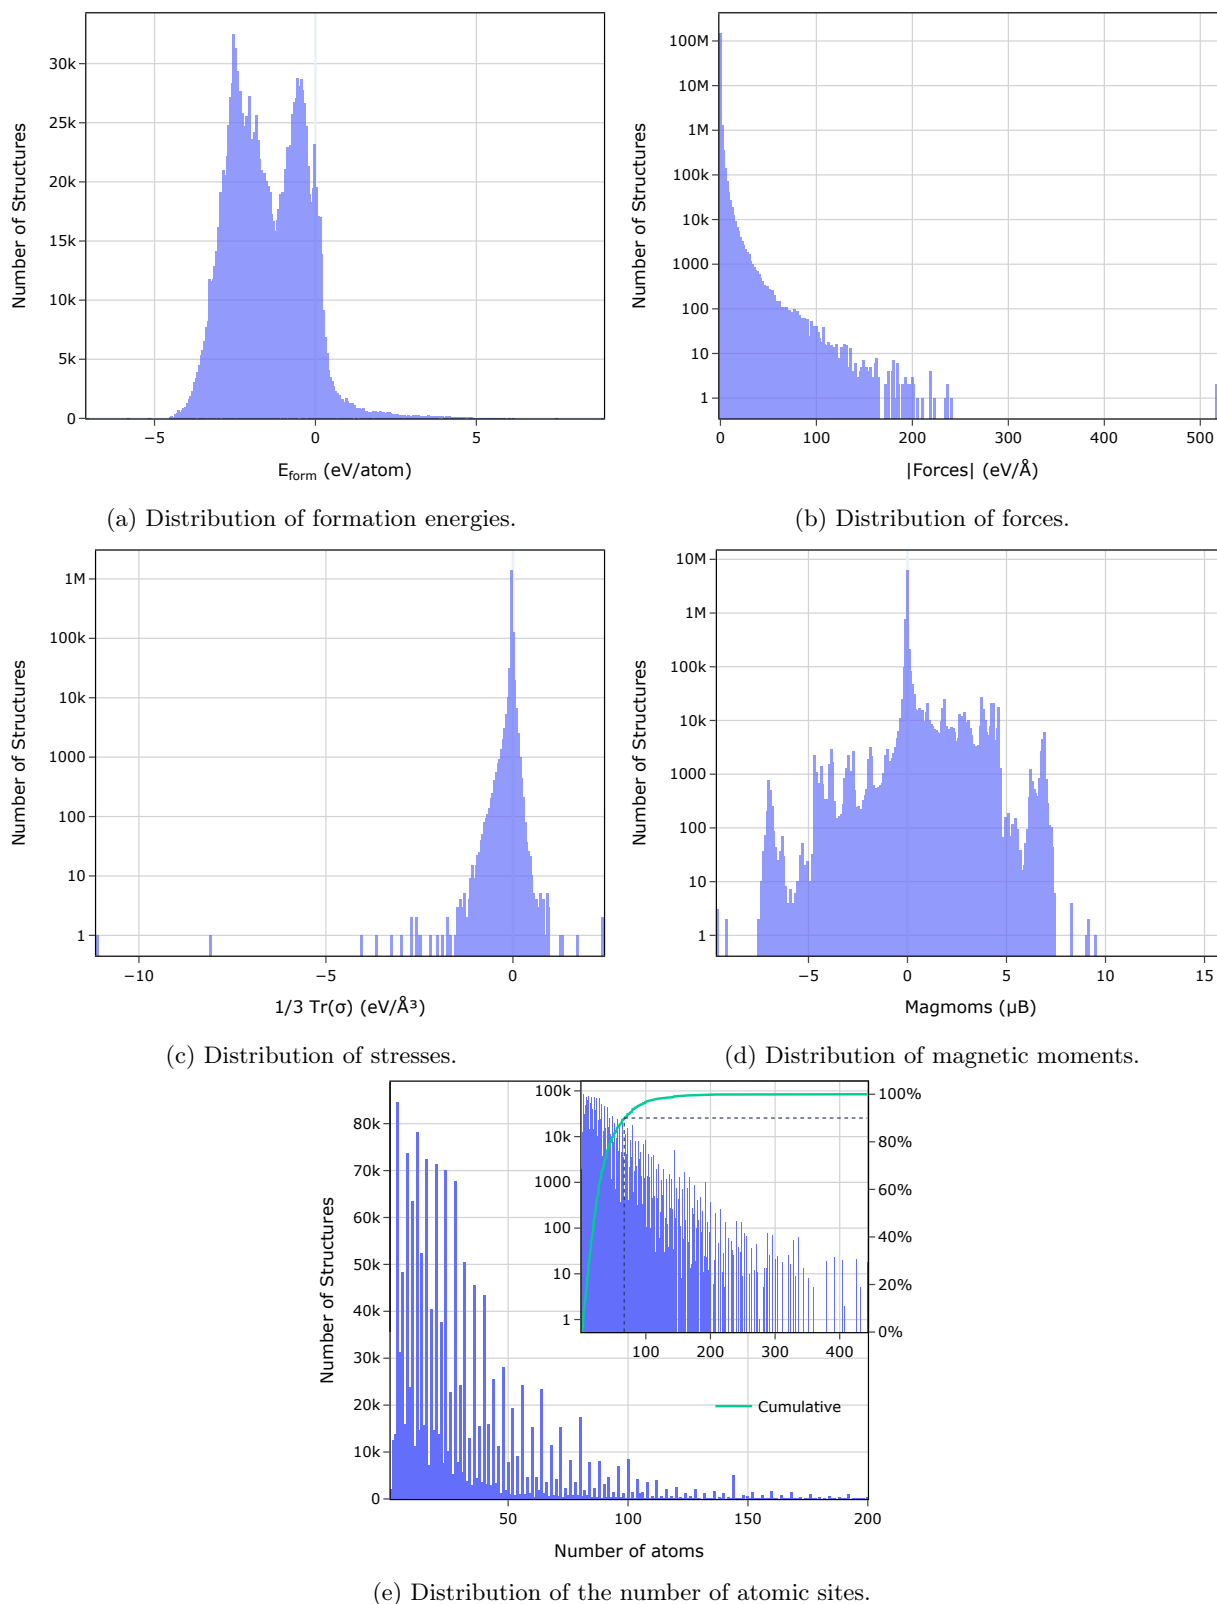 30k
25k
20k
15k
10k
5k
0
Number of Structures
−5
0
5
E_form (eV/atom)
(a) Distribution of formation energies.
100M
10M
1M
100k
10k
1000
100
10
1
Number of Structures
0
100
200
300
400
500
|Forces| (eV/Å)
(b) Distribution of forces.
1M
100k
10k
1000
100
10
1
Number of Structures
−10
−5
0
1/3 Tr(σ) (eV/Å³)
(c) Distribution of stresses.
10M
1M
100k
10k
1000
100
10
1
Number of Structures
−5
0
5
10
15
Magmoms (μB)
(d) Distribution of magnetic moments.
80k
70k
60k
50k
40k
30k
20k
10k
0
Number of Structures
50
100
150
200
Number of atoms
100k
10k
1000
100
10
1
100
200
300
400
100%
80%
60%
40%
20%
0%
Cumulative
(e) Distribution of the number of atomic sites.